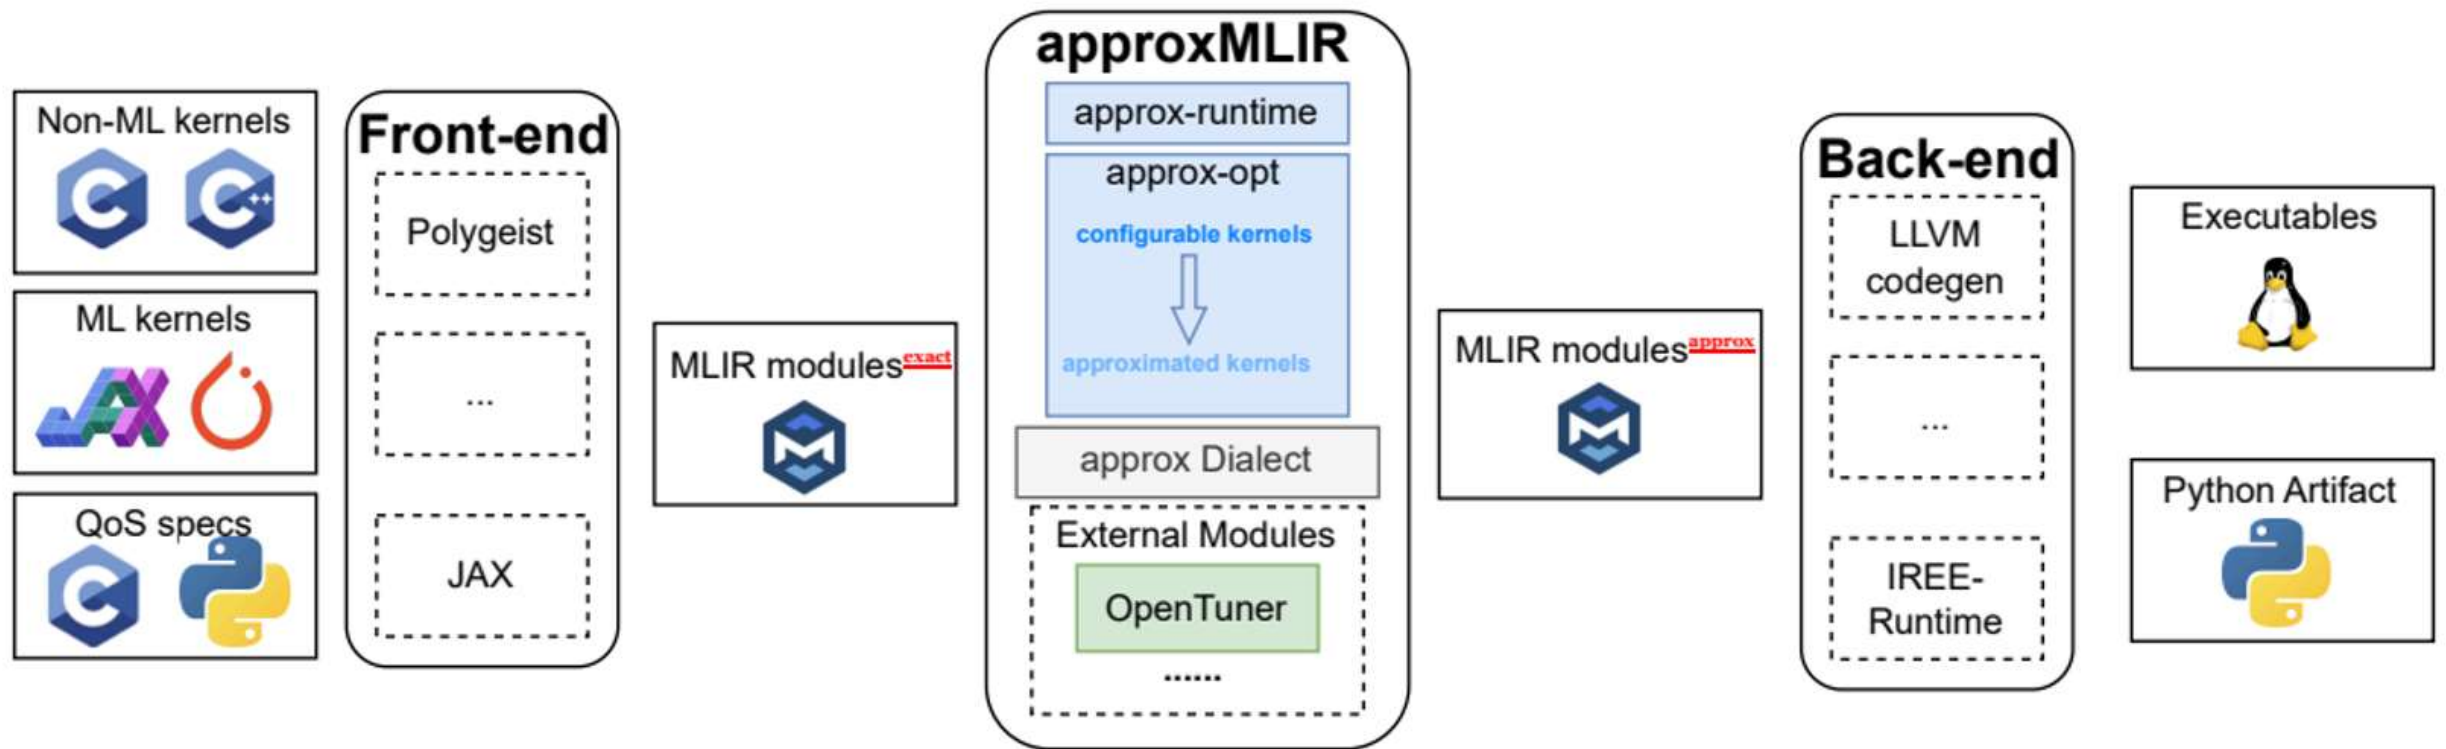 Non-ML kernels
C
C++
ML kernels
JAX
QoS specs
C
Front-end
Polygeist
...
JAX
MLIR modules exact
M
approxMLIR
approx-runtime
approx-opt
configurable kernels
approximated kernels
approx Dialect
External Modules
OpenTuner
......
MLIR modules approx
M
Back-end
LLVM
codegen
...
IREE-
Runtime
Executables
Python Artifact